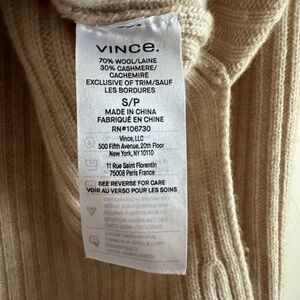 VINCE.
70% WOOL/LAINE
30% CASHMERE/
CACHEMIRE
EXCLUSIVE OF TRIM/SAUF
LES BORDURES
S/P
MADE IN CHINA
FABRIQUÉ EN CHINE
RN#106730
Vince, LLC
500 Fifth Avenue, 20th Floor
New York, NY 10110
11 Rue Saint Florentin
75008 Paris France
SEE REVERSE FOR CARE
VOIR AU VERSO POUR LES SOINS